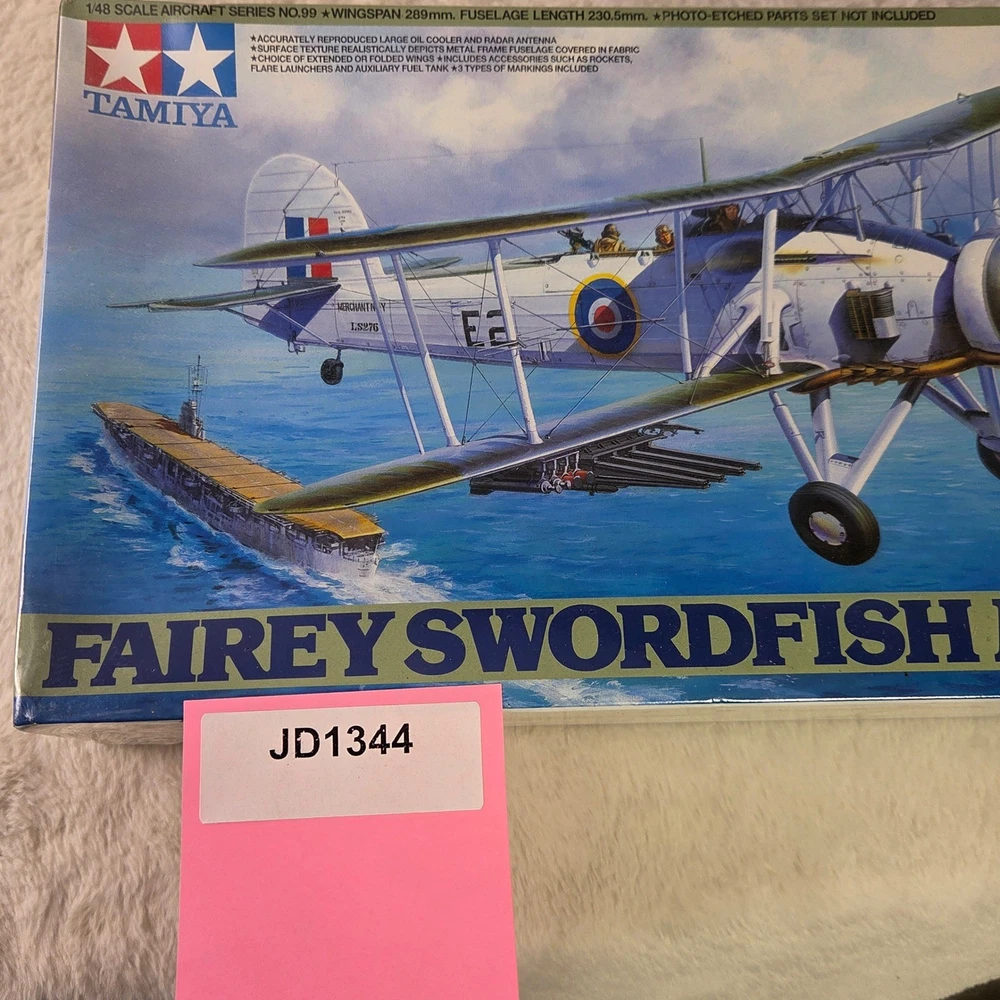 1/48 SCALE AIRCRAFT SERIES NO.99 ★WINGSPAN 289mm. FUSELAGE LENGTH 230.5mm. ★PHOTO-ETCHED PARTS SET NOT INCLUDED
★ACCURATELY REPRODUCED LARGE OIL COOLER AND RADAR ANTENNA
★SURFACE TEXTURE REALISTICALLY DEPICTS METAL FRAME FUSELAGE COVERED IN FABRIC
★CHOICE OF EXTENDED OR FOLDED WINGS ★INCLUDES ACCESSORIES SUCH AS ROCKETS,
FLARE LAUNCHERS AND AUXILIARY FUEL TANK ★3 TYPES OF MARKINGS INCLUDED
TAMIYA
LS276
E2
FAIREY SWORDFISH
JD1344